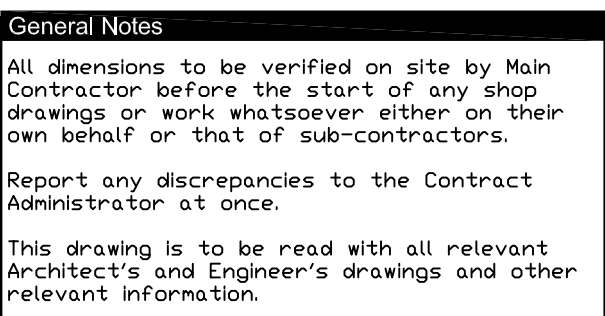 General Notes
All dimensions to be verified on site by Main
Contractor before the start of any shop
drawings or work whatsoever either on their
own behalf or that of sub-contractors.
Report any discrepancies to the Contract
Administrator at once.
This drawing is to be read with all relevant
Architect's and Engineer's drawings and other
relevant information.